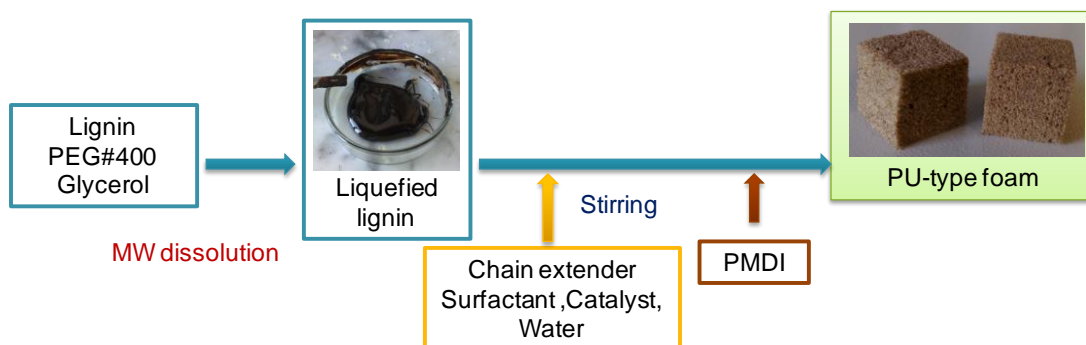 Lignin
PEG#400
Glycerol
MW dissolution
Liquefied
lignin
Stirring
Chain extender
Surfactant ,Catalyst,
Water
PMDI
PU-type foam